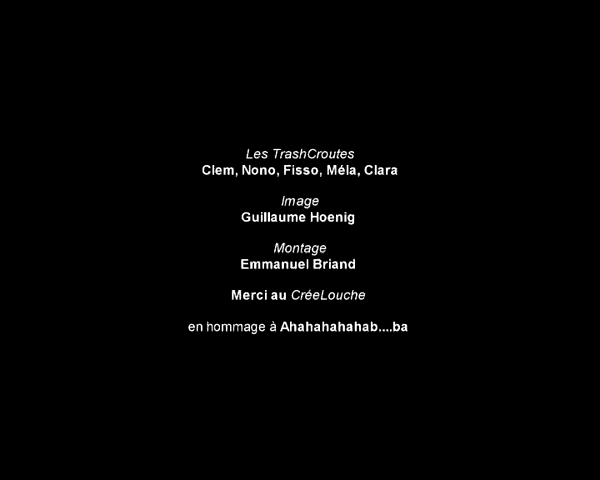 Les TrashCroutes
Clem, Nono, Fisso, Méla, Clara
Image
Guillaume Hoenig
Montage
Emmanuel Briand
Merci au CréeLouche
en hommage à Ahahahahahab....ba